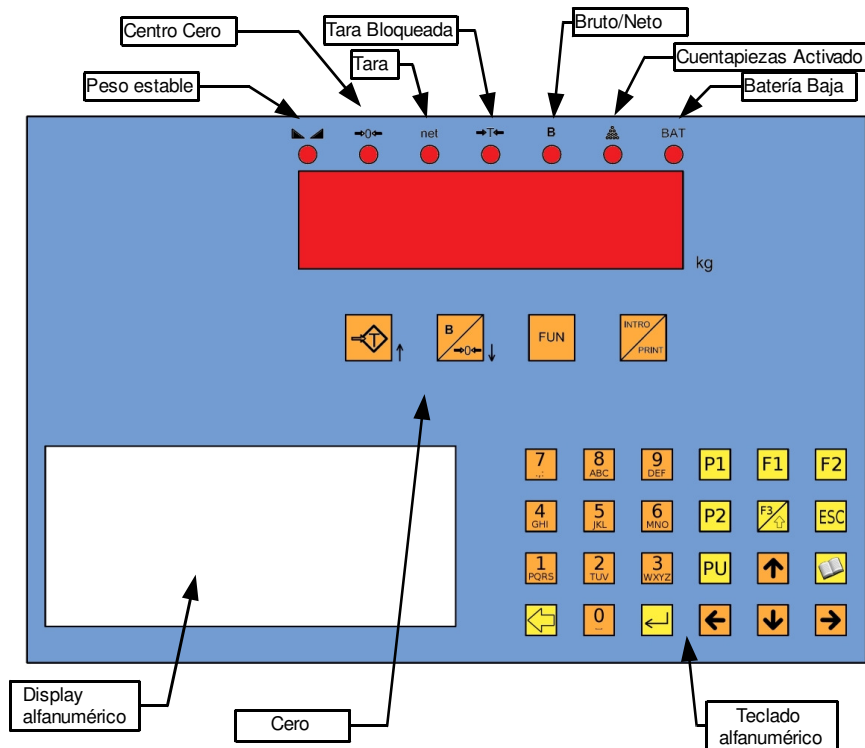 Centro Cero
Tara Bloqueada
Bruto/Neto
Tara
Cuentapiezas Activado
Peso estable
Batería Baja
→0←
net
→T←
B
BAT
kg
T
↑
B
→0←
↓
FUN
INTRO
PRINT
7
.,:
8
ABC
9
DEF
P1
F1
F2
4
GHI
5
JKL
6
MNO
P2
F3
ESC
1
PQRS
2
TUV
3
WXYZ
PU
0
Display
alfanumérico
Cero
Teclado
alfanumérico